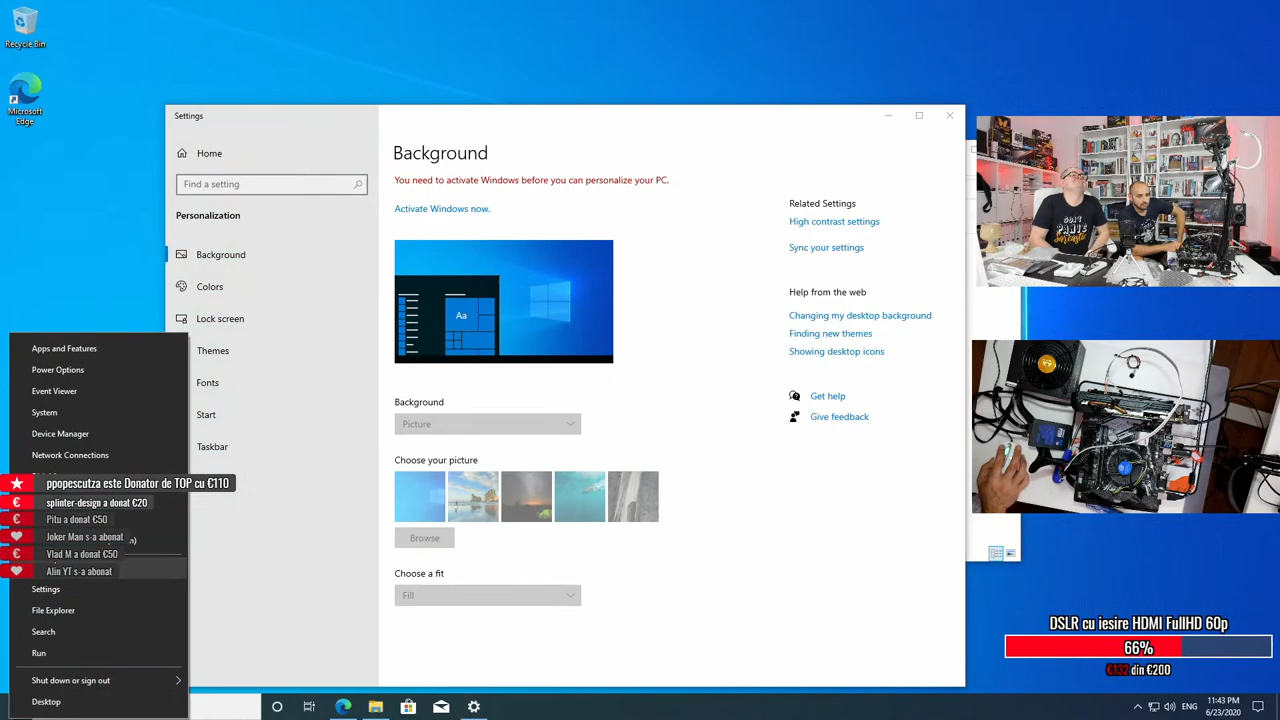 Recycle Bin
Microsoft
Edge
Settings
Home
Find a setting
Personalization
Background
Colors
Lock screen
Themes
Fonts
Start
Taskbar
Background
You need to activate Windows before you can personalize your PC.
Activate Windows now.
Aa
Background
Picture
Choose your picture
Browse
Choose a fit
Fill
Related Settings
High contrast settings
Sync your settings
Help from the web
Changing my desktop background
Finding new themes
Showing desktop icons
Get help
Give feedback
Apps and Features
Power Options
Event Viewer
System
Device Manager
Network Connections
ppopescutza este Donator de TOP cu €110
splinter-design a donat €20
Pitu a donat €50
Joker Man s-a abonat
Vlad M a donat €50
Alin YT s-a abonat
Settings
File Explorer
Search
Run
Shut down or sign out
Desktop
DON'T
PANIC
DSLR cu iesire HDMI FullHD 60p
66%
€132 din €200
ENG
11:43 PM
6/23/2020